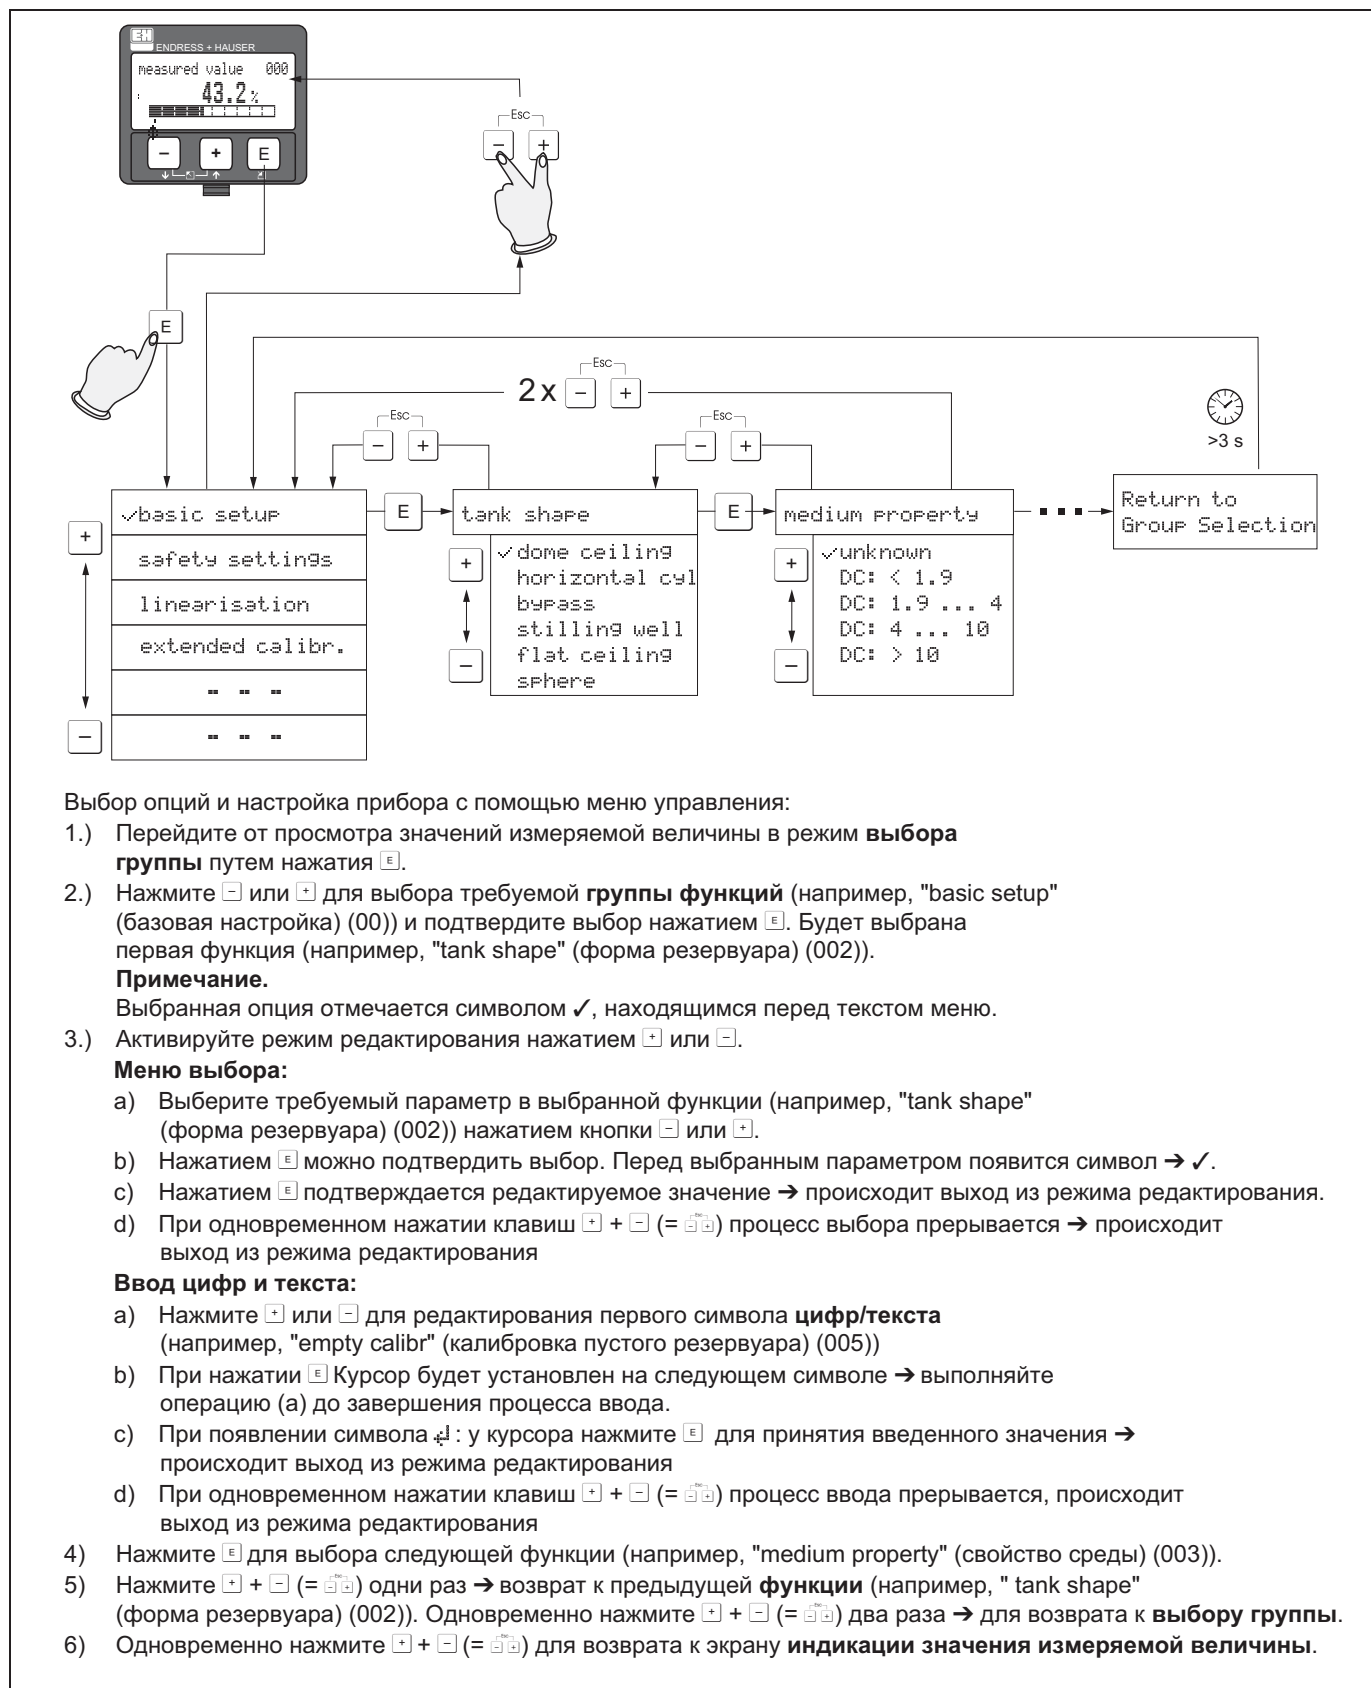 EH
ENDRESS + HAUSER
measured value 000
43.2 %
- + E
Esc
- +
E
Esc
2 x - +
Esc
- +
Esc
- +
>3 s
✓basic setup
safety settings
linearisation
extended calibr.
- - -
- - -
+
-
E
tank shape
✓dome ceiling
horizontal cyl
bypass
stilling well
flat ceiling
sphere
+
-
E
medium property
✓unknown
DC: < 1.9
DC: 1.9 ... 4
DC: 4 ... 10
DC: > 10
+
-
Return to
Group Selection
Выбор опций и настройка прибора с помощью меню управления:
1.) Перейдите от просмотра значений измеряемой величины в режим выбора
группы путем нажатия E.
2.) Нажмите - или + для выбора требуемой группы функций (например, "basic setup"
(базовая настройка) (00)) и подтвердите выбор нажатием E. Будет выбрана
первая функция (например, "tank shape" (форма резервуара) (002)).
Примечание.
Выбранная опция отмечается символом ✓, находящимся перед текстом меню.
3.) Активируйте режим редактирования нажатием + или -.
Меню выбора:
a) Выберите требуемый параметр в выбранной функции (например, "tank shape"
(форма резервуара) (002)) нажатием кнопки - или +.
b) Нажатием E можно подтвердить выбор. Перед выбранным параметром появится символ ➔ ✓.
c) Нажатием E подтверждается редактируемое значение ➔ происходит выход из режима редактирования.
d) При одновременном нажатии клавиш + + - (= Esc - +) процесс выбора прерывается ➔ происходит
выход из режима редактирования
Ввод цифр и текста:
a) Нажмите + или - для редактирования первого символа цифр/текста
(например, "empty calibr" (калибровка пустого резервуара) (005))
b) При нажатии E Курсор будет установлен на следующем символе ➔ выполняйте
операцию (a) до завершения процесса ввода.
c) При появлении символа ↲ : у курсора нажмите E для принятия введенного значения ➔
происходит выход из режима редактирования
d) При одновременном нажатии клавиш + + - (= Esc - +) процесс ввода прерывается, происходит
выход из режима редактирования
4) Нажмите E для выбора следующей функции (например, "medium property" (свойство среды) (003)).
5) Нажмите + + - (= Esc - +) одни раз ➔ возврат к предыдущей функции (например, " tank shape"
(форма резервуара) (002)). Одновременно нажмите + + - (= Esc - +) два раза ➔ для возврата к выбору группы.
6) Одновременно нажмите + + - (= Esc - +) для возврата к экрану индикации значения измеряемой величины.